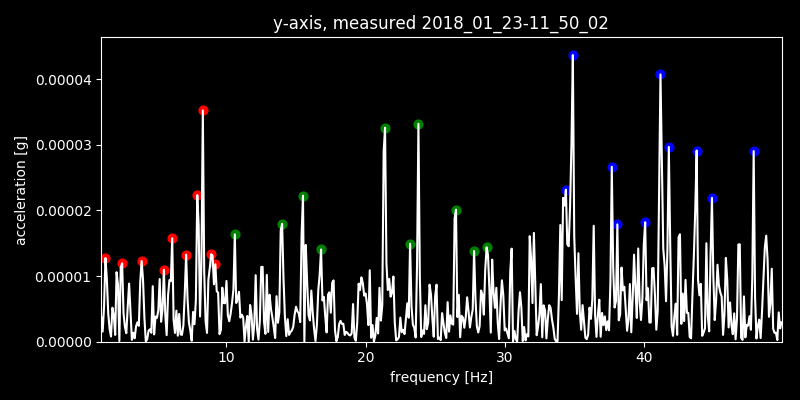 y-axis, measured 2018_01_23-11_50_02
0.00004
0.00003
0.00002
0.00001
0.00000
acceleration [g]
10 20 30 40
frequency [Hz]